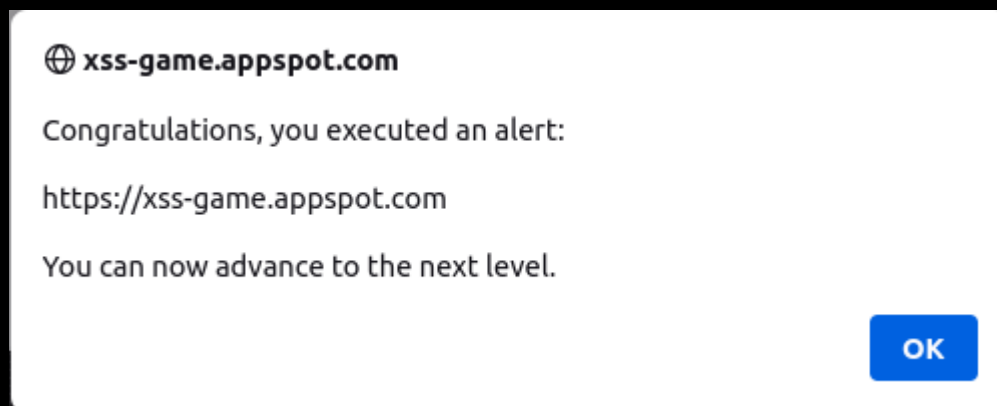 xss-game.appspot.com
Congratulations, you executed an alert:
https://xss-game.appspot.com
You can now advance to the next level.
OK